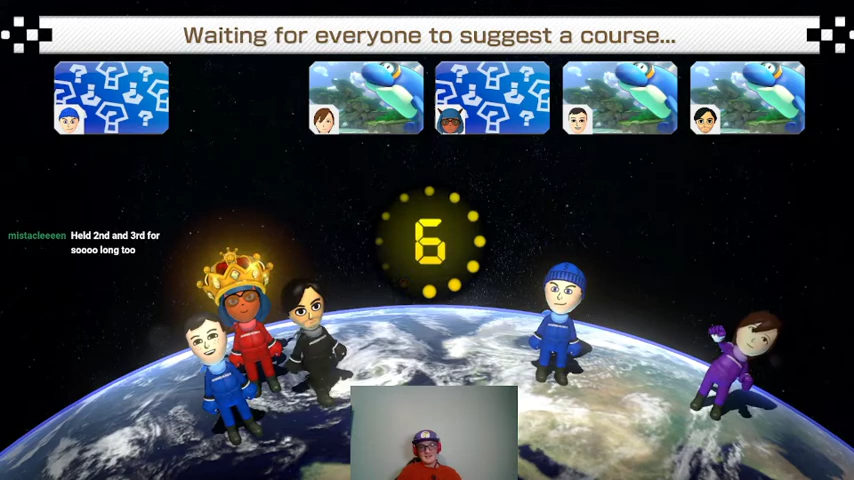 Waiting for everyone to suggest a course...
? ? ? ? ? ?
? ? ? ? ? ?
mistacleeeen Held 2nd and 3rd for
soooo long too
6